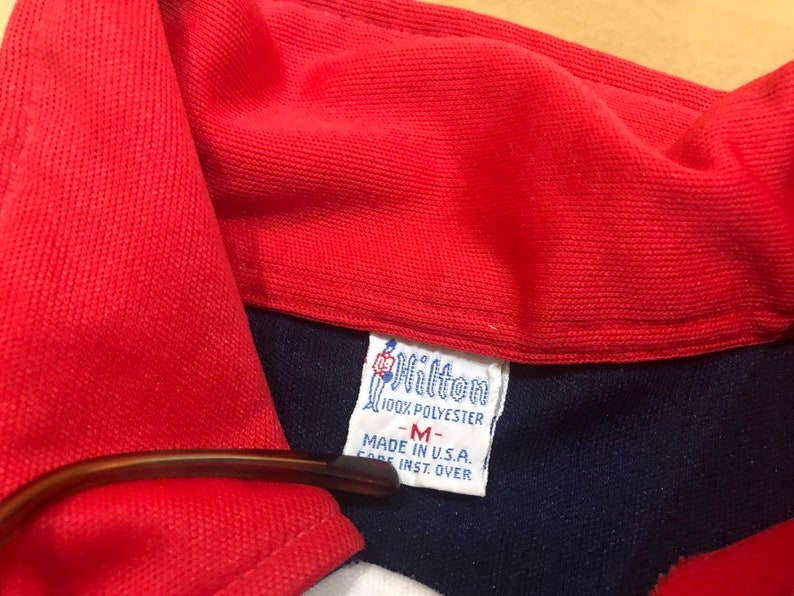 Hilton
100% POLYESTER
-M-
MADE IN U.S.A.
CARE INST. OVER